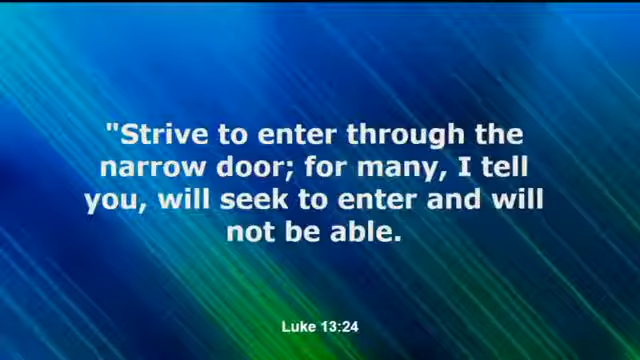 "Strive to enter through the
narrow door; for many, I tell
you, will seek to enter and will
not be able.
Luke 13:24